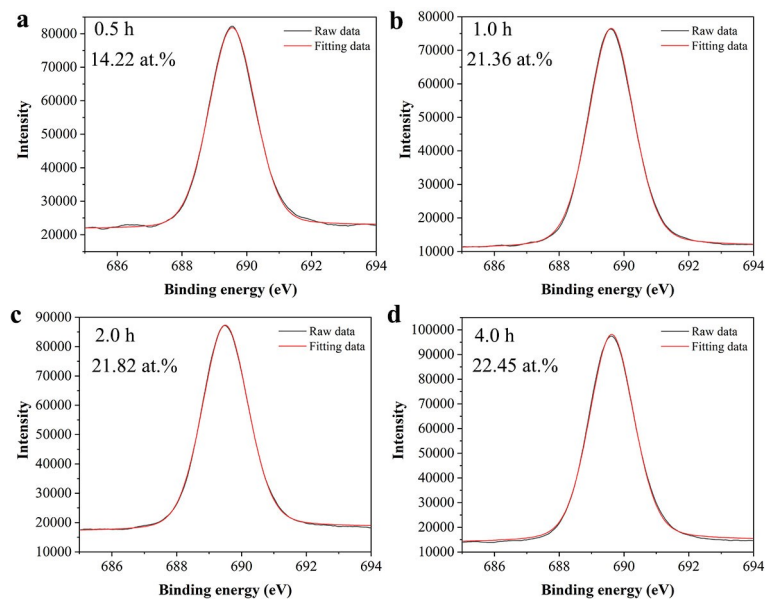 a
0.5 h
14.22 at.%
Raw data
Fitting data
80000
70000
60000
50000
40000
30000
20000
Intensity
686
688
690
692
694
Binding energy (eV)
b
1.0 h
21.36 at.%
Raw data
Fitting data
80000
70000
60000
50000
40000
30000
20000
10000
Intensity
686
688
690
692
694
Binding energy (eV)
c
2.0 h
21.82 at.%
Raw data
Fitting data
90000
80000
70000
60000
50000
40000
30000
20000
10000
Intensity
686
688
690
692
694
Binding energy (eV)
d
4.0 h
22.45 at.%
Raw data
Fitting data
100000
90000
80000
70000
60000
50000
40000
30000
20000
10000
Intensity
686
688
690
692
694
Binding energy (eV)